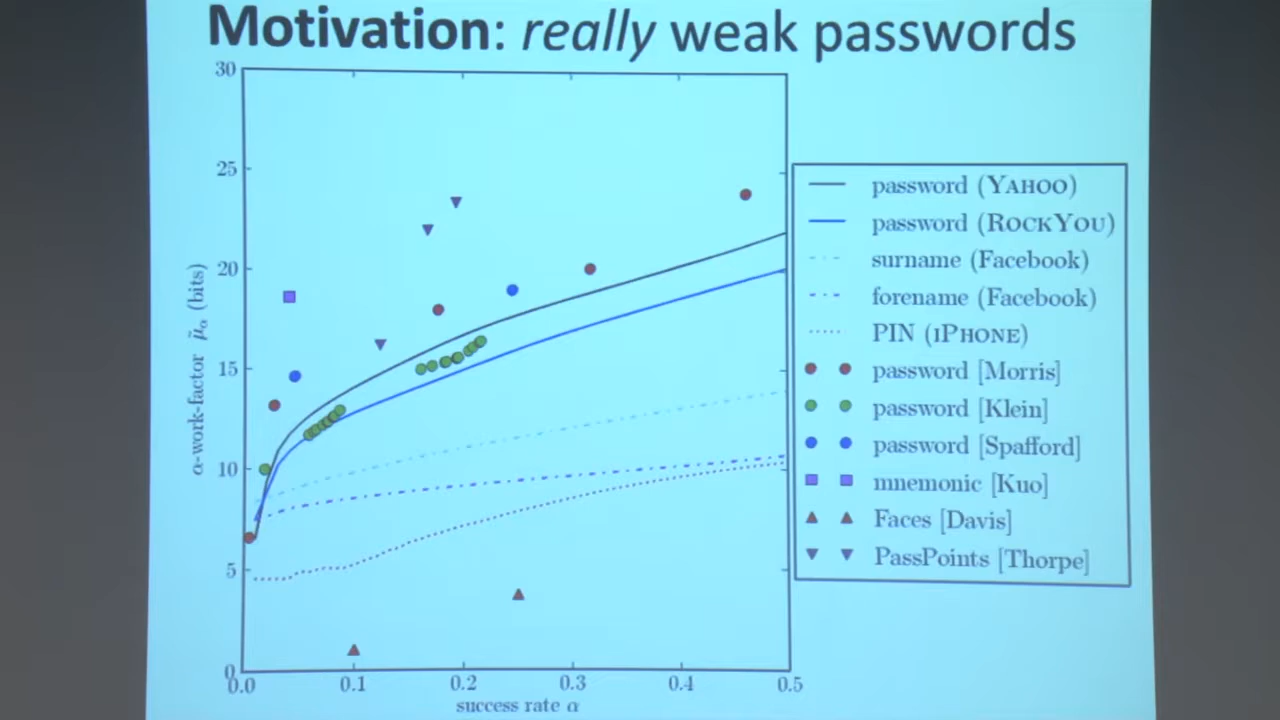 Motivation: really weak passwords
30
25
20
15
10
5
0
α-work-factor μ̃α (bits)
0.0 0.1 0.2 0.3 0.4 0.5
success rate α
password (YAHOO)
password (ROCKYOU)
surname (Facebook)
forename (Facebook)
PIN (IPHONE)
password [Morris]
password [Klein]
password [Spafford]
mnemonic [Kuo]
Faces [Davis]
PassPoints [Thorpe]